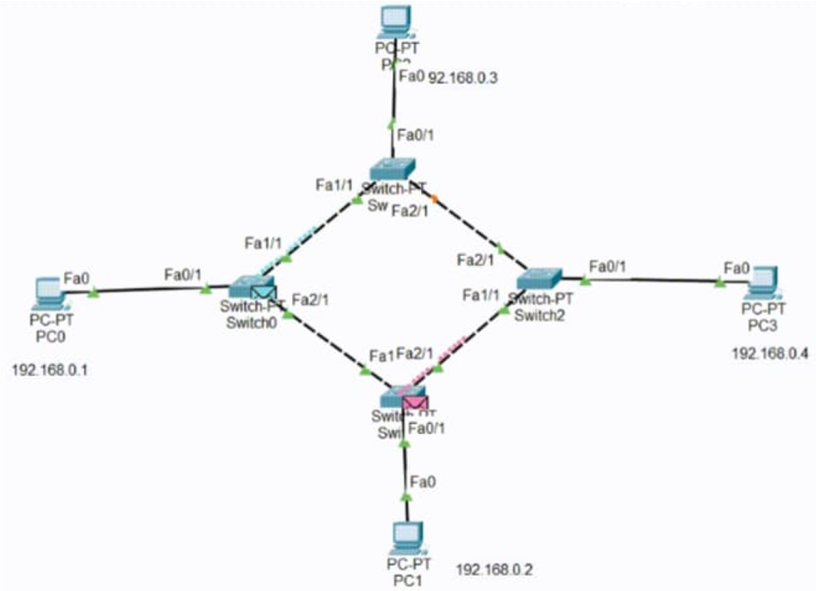 PC-PT
Fa0 92.168.0.3
Fa0/1
Fa1/1
Switch-PT
Sw Fa2/1
Fa1/1
Fa2/1
Fa0
Fa0/1
Fa0/1
Fa0
Fa2/1
Fa1/1
PC-PT
PC0
Switch-PT
Switch0
Switch-PT
Switch2
PC-PT
PC3
192.168.0.1
192.168.0.4
Fa1 Fa2/1
Fa0/1
Fa0
PC-PT
PC1
192.168.0.2